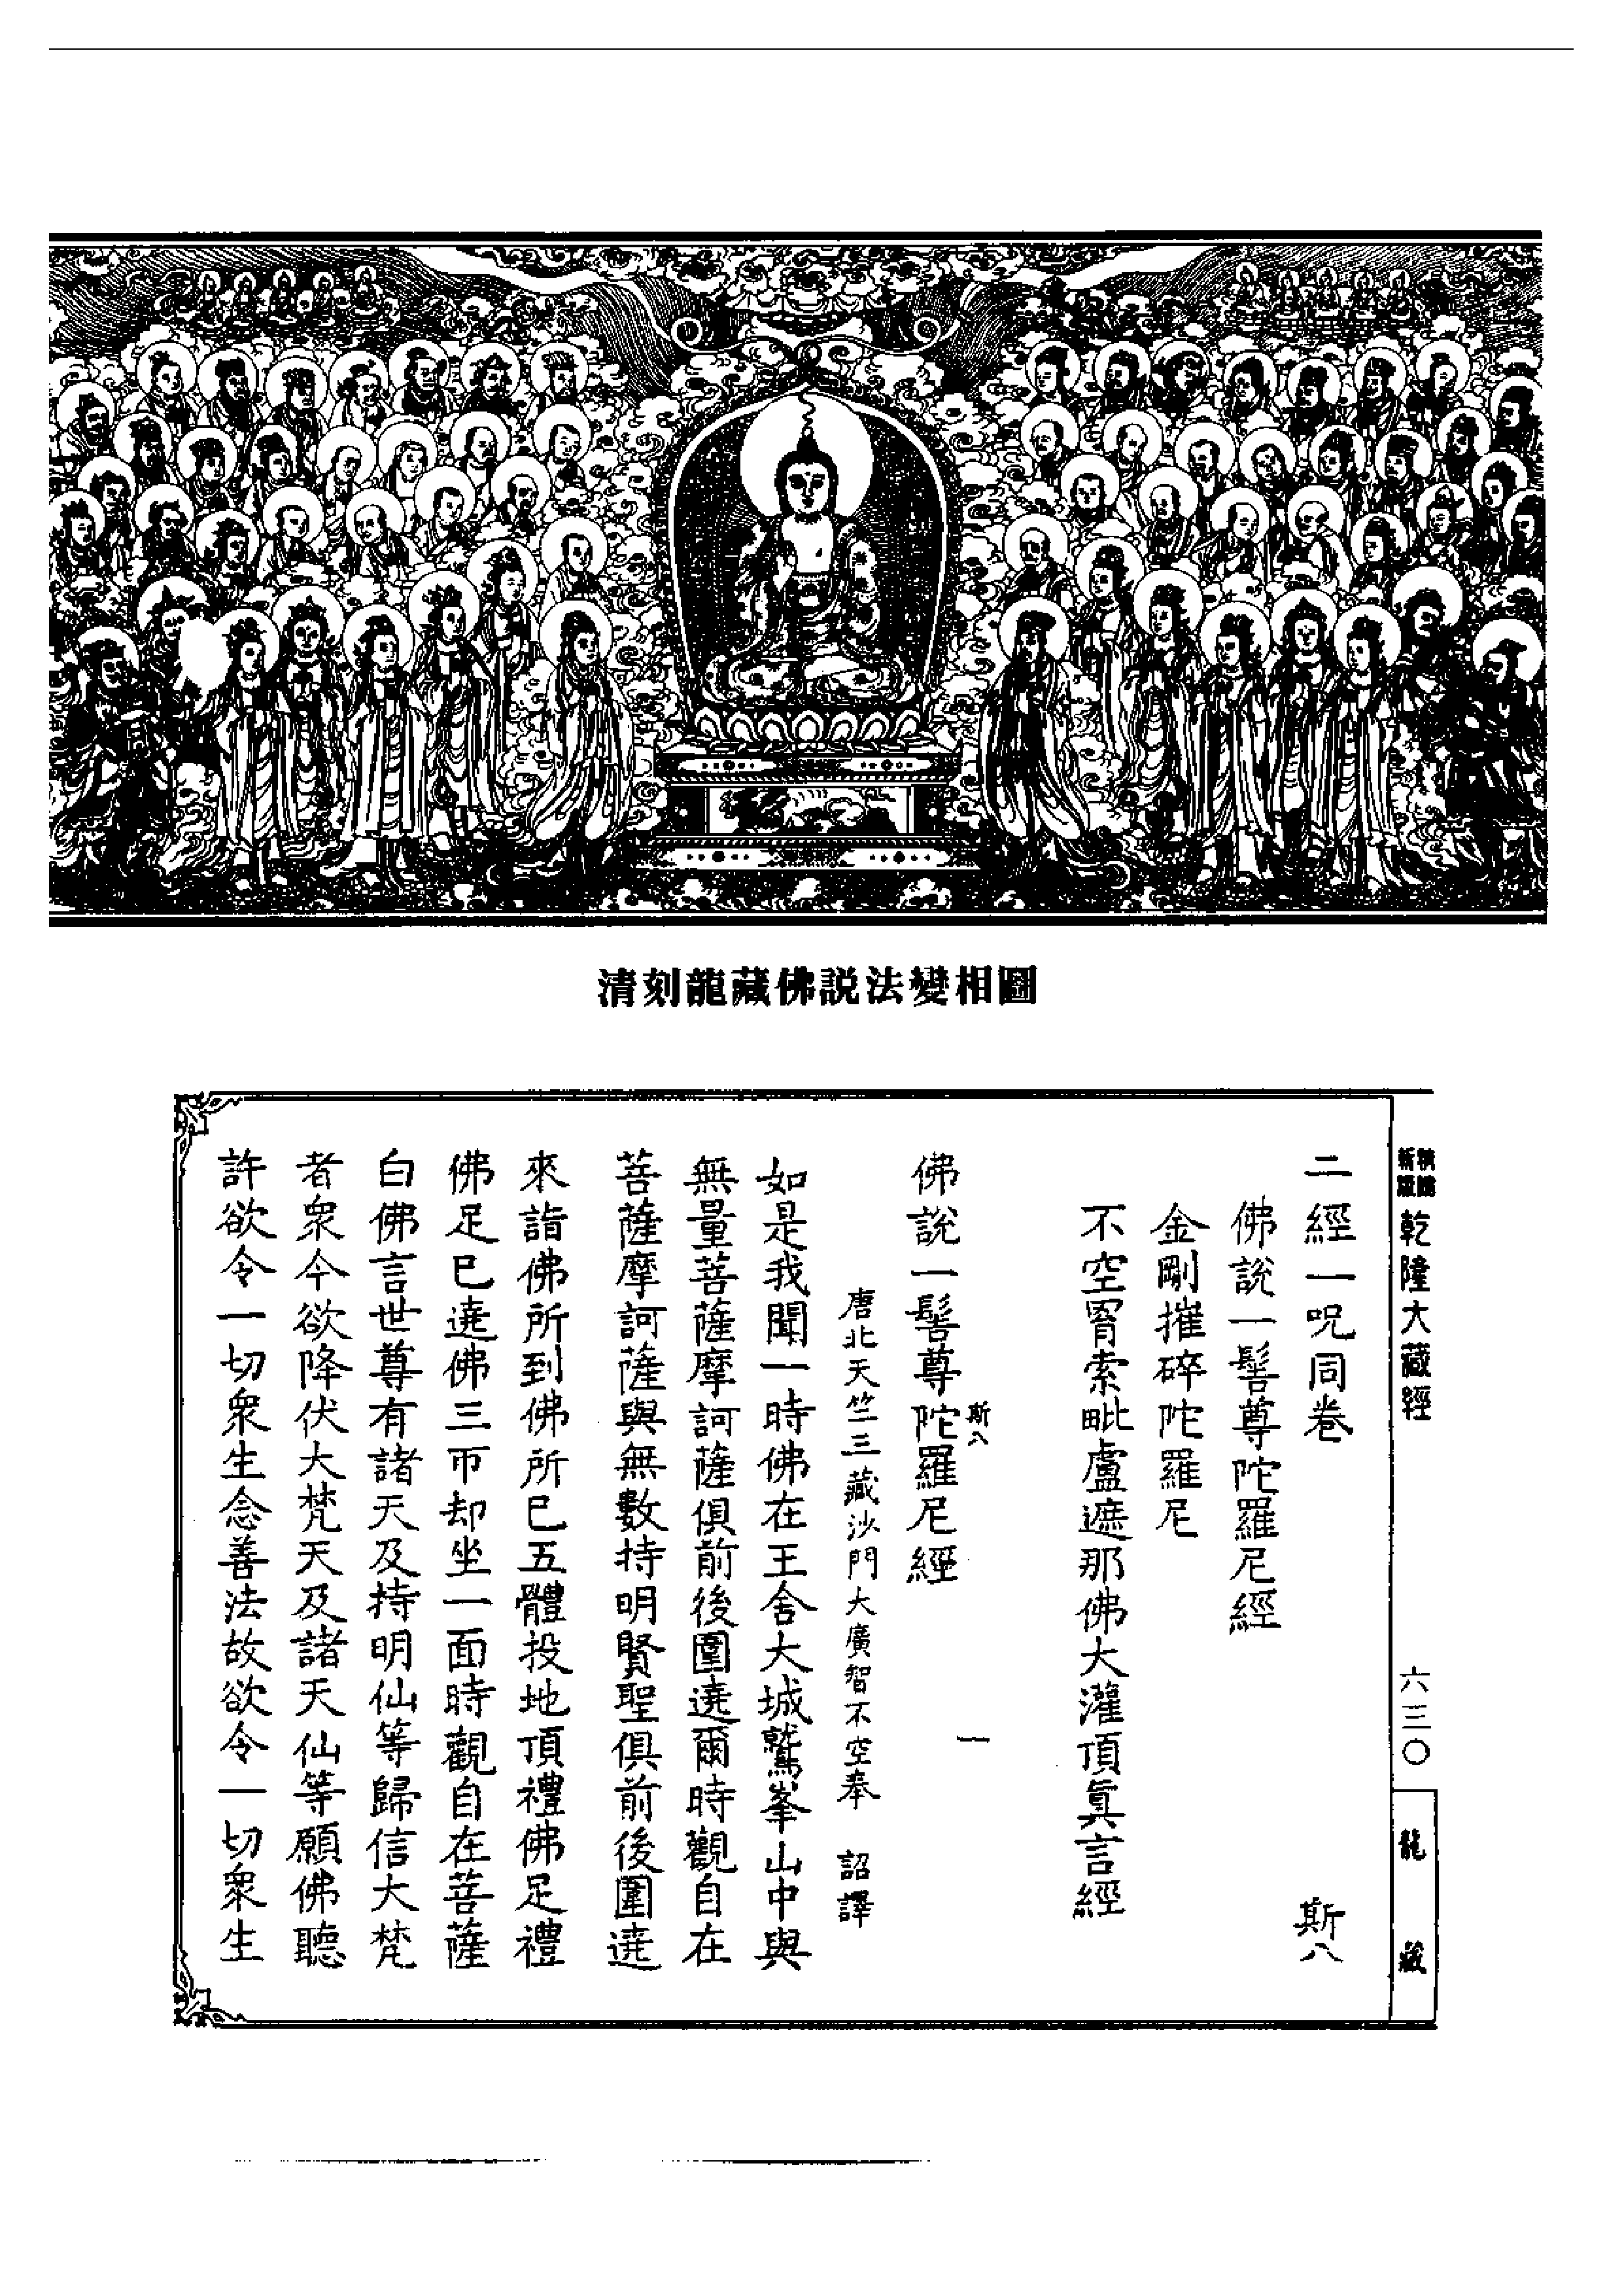 清刻龍藏佛説法變相圖
乾隆大藏經
六三〇
龍藏
二經一呪同卷 斯八
佛說一髻尊陀羅尼經
金剛摧碎陀羅尼
不空罥索毗盧遮那佛大灌頂眞言經
斯八 一
佛說一髻尊陀羅尼經
唐北天竺三藏沙門大廣智不空奉 詔譯
如是我聞一時佛在王舍大城鷲峯山中與
無量菩薩摩訶薩俱前後圍遶爾時觀自在
菩薩摩訶薩與無數持明賢聖俱前後圍遶
來詣佛所到佛所已五體投地頂禮佛足禮
佛足已遶佛三帀却坐一面時觀自在菩薩
白佛言世尊有諸天及持明仙等歸信大梵
者衆今欲降伏大梵天及諸天仙等願佛聽
許欲令一切衆生念善法故欲令一切衆生